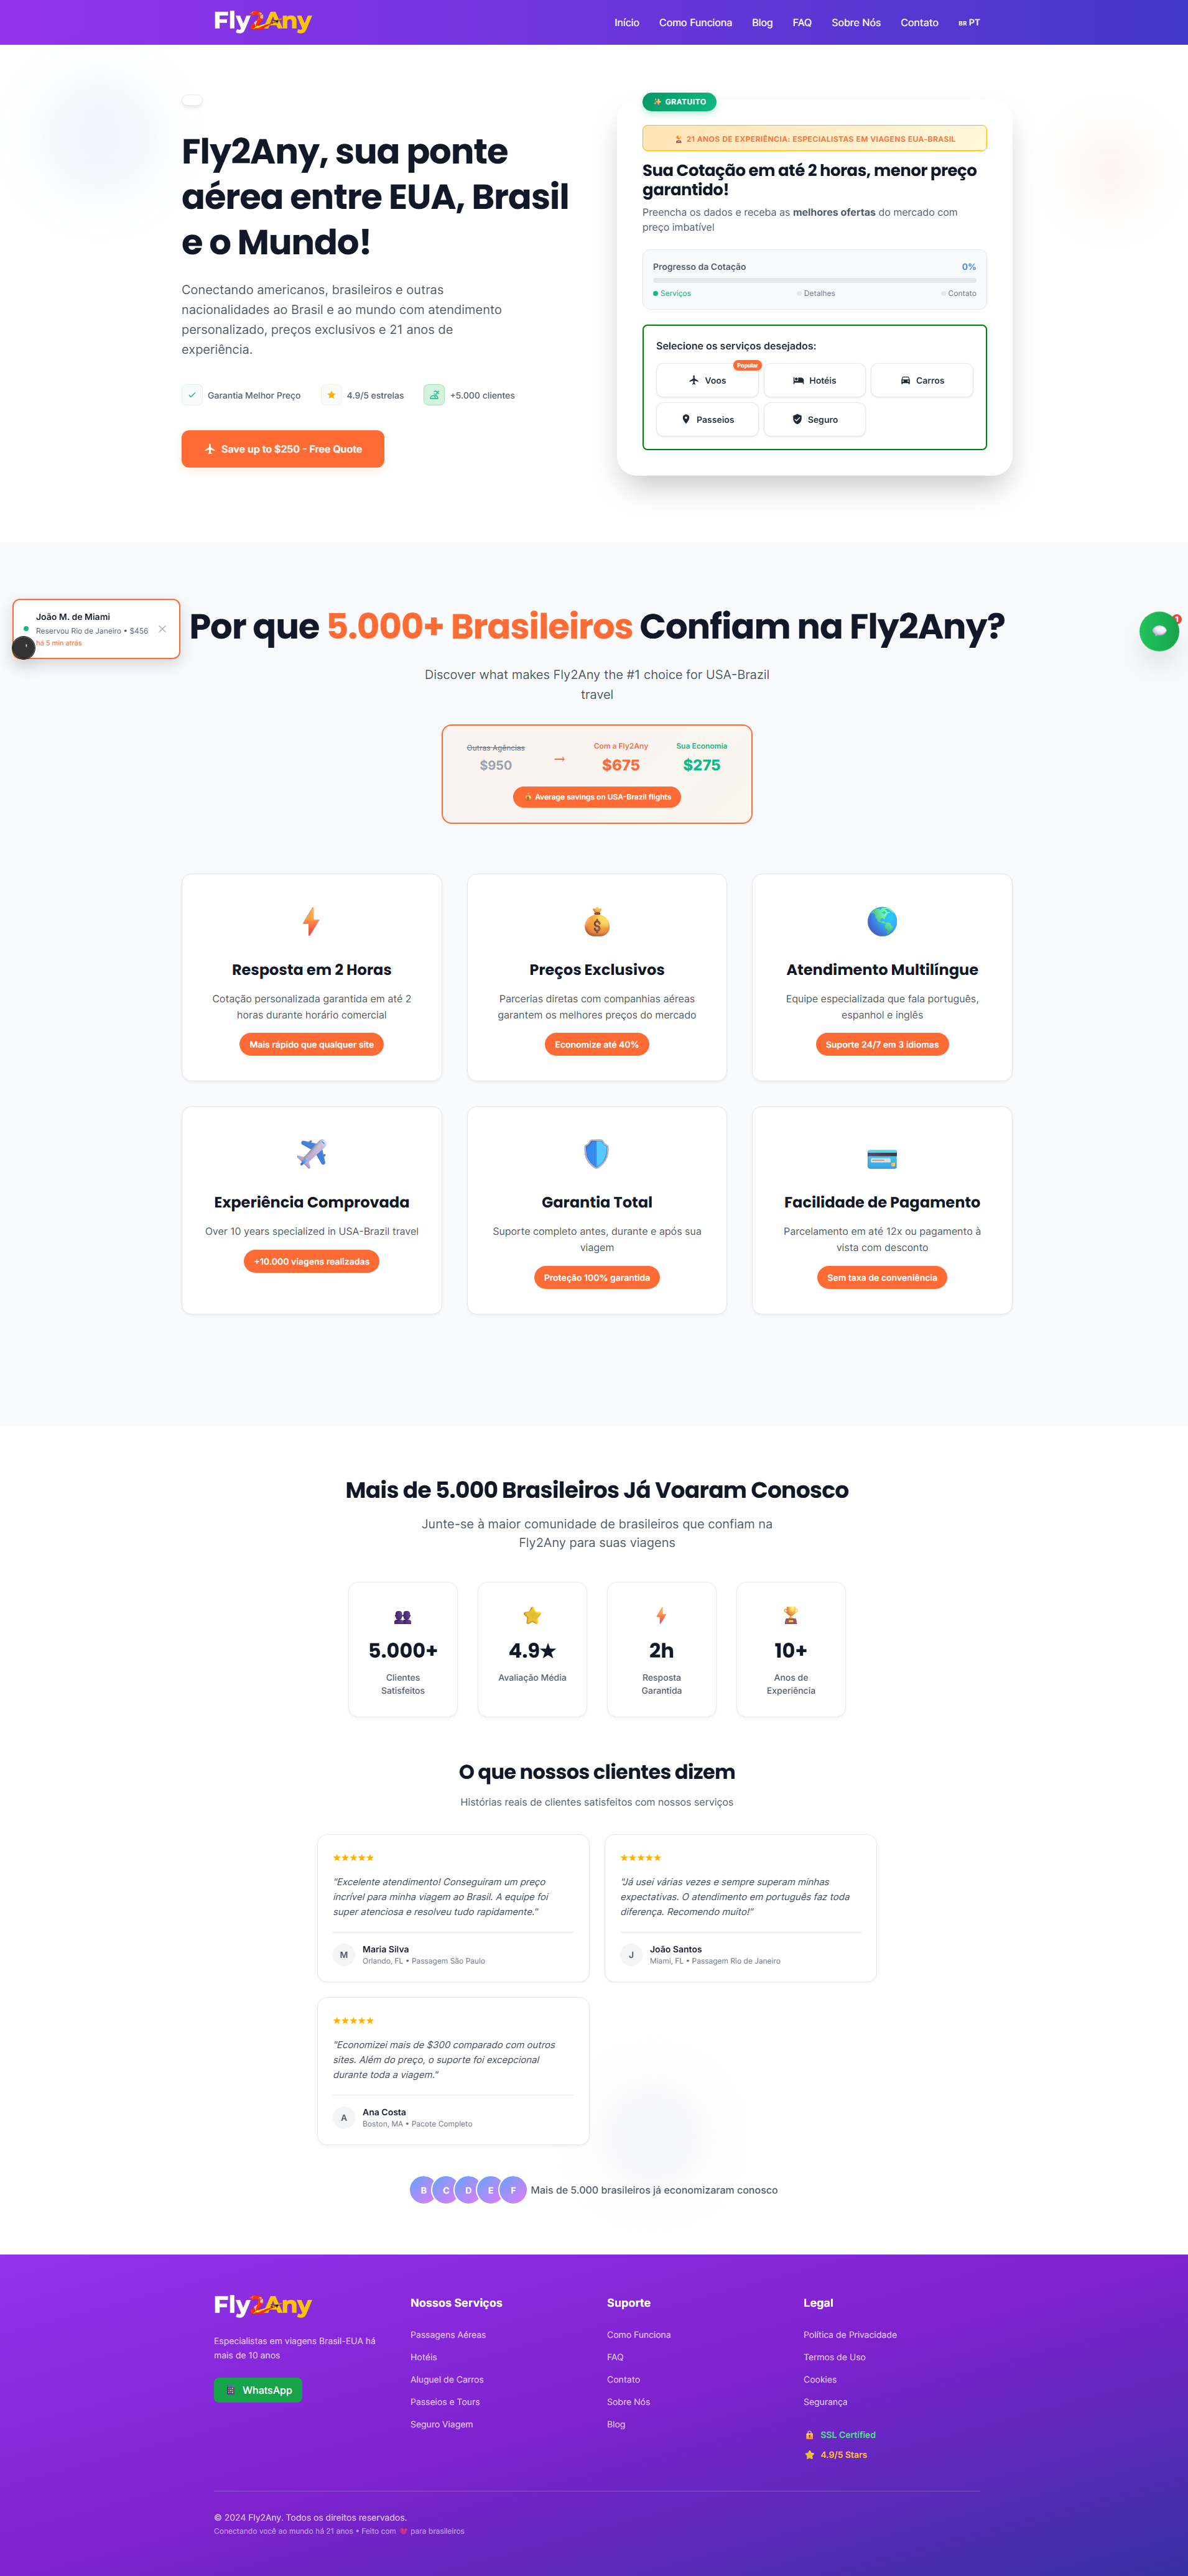 Fly2Any
Início Como Funciona Blog FAQ Sobre Nós Contato BR PT
Fly2Any, sua ponte
aérea entre EUA, Brasil
e o Mundo!
Conectando americanos, brasileiros e outras
nacionalidades ao Brasil e ao mundo com atendimento
personalizado, preços exclusivos e 21 anos de
experiência.
Garantia Melhor Preço 4.9/5 estrelas +5.000 clientes
Save up to $250 - Free Quote
GRATUITO
21 ANOS DE EXPERIÊNCIA: ESPECIALISTAS EM VIAGENS EUA-BRASIL
Sua Cotação em até 2 horas, menor preço
garantido!
Preencha os dados e receba as melhores ofertas do mercado com
preço imbatível
Progresso da Cotação 0%
Serviços Detalhes Contato
Selecione os serviços desejados:
Popular
Voos Hotéis Carros
Passeios Seguro
João M. de Miami
Reservou Rio de Janeiro • $456
há 5 min atrás
1
Por que 5.000+ Brasileiros Confiam na Fly2Any?
Discover what makes Fly2Any the #1 choice for USA-Brazil
travel
Outras Agências Com a Fly2Any Sua Economia
$950 → $675 $275
Average savings on USA-Brazil flights
Resposta em 2 Horas
Cotação personalizada garantida em até 2
horas durante horário comercial
Mais rápido que qualquer site
Preços Exclusivos
Parcerias diretas com companhias aéreas
garantem os melhores preços do mercado
Economize até 40%
Atendimento Multilíngue
Equipe especializada que fala português,
espanhol e inglês
Suporte 24/7 em 3 idiomas
Experiência Comprovada
Over 10 years specialized in USA-Brazil travel
+10.000 viagens realizadas
Garantia Total
Suporte completo antes, durante e após sua
viagem
Proteção 100% garantida
Facilidade de Pagamento
Parcelamento em até 12x ou pagamento à
vista com desconto
Sem taxa de conveniência
Mais de 5.000 Brasileiros Já Voaram Conosco
Junte-se à maior comunidade de brasileiros que confiam na
Fly2Any para suas viagens
5.000+
Clientes
Satisfeitos
4.9★
Avaliação Média
2h
Resposta
Garantida
10+
Anos de
Experiência
O que nossos clientes dizem
Histórias reais de clientes satisfeitos com nossos serviços
★★★★★
"Excelente atendimento! Conseguiram um preço
incrível para minha viagem ao Brasil. A equipe foi
super atenciosa e resolveu tudo rapidamente."
M
Maria Silva
Orlando, FL • Passagem São Paulo
★★★★★
"Já usei várias vezes e sempre superam minhas
expectativas. O atendimento em português faz toda
diferença. Recomendo muito!"
J
João Santos
Miami, FL • Passagem Rio de Janeiro
★★★★★
"Economizei mais de $300 comparado com outros
sites. Além do preço, o suporte foi excepcional
durante toda a viagem."
A
Ana Costa
Boston, MA • Pacote Completo
B C D E F Mais de 5.000 brasileiros já economizaram conosco
Fly2Any
Especialistas em viagens Brasil-EUA há
mais de 10 anos
WhatsApp
Nossos Serviços
Passagens Aéreas
Hotéis
Aluguel de Carros
Passeios e Tours
Seguro Viagem
Suporte
Como Funciona
FAQ
Contato
Sobre Nós
Blog
Legal
Política de Privacidade
Termos de Uso
Cookies
Segurança
SSL Certified
4.9/5 Stars
© 2024 Fly2Any. Todos os direitos reservados.
Conectando você ao mundo há 21 anos • Feito com ❤️ para brasileiros